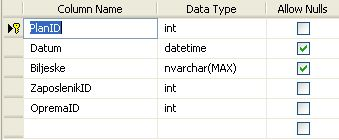 Column Name Data Type Allow Nulls
PlanID int
Datum datetime
Biljeske nvarchar(MAX)
ZaposlenikID int
OpremaID int